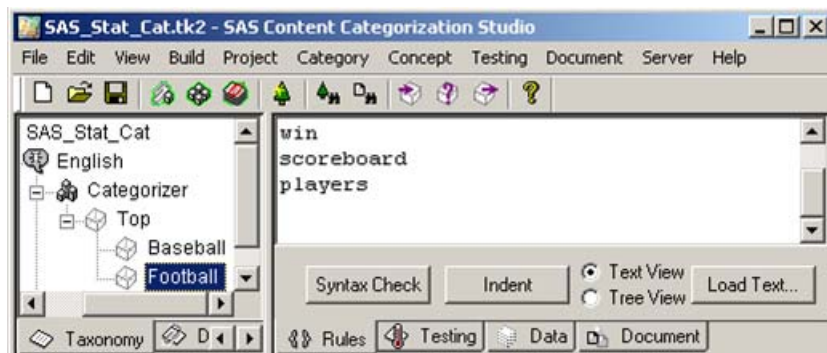 SAS_Stat_Cat.tk2 - SAS Content Categorization Studio
File Edit View Build Project Category Concept Testing Document Server Help
SAS_Stat_Cat
English
Categorizer
Top
Baseball
Football
win
scoreboard
players
Syntax Check Indent Text View Tree View Load Text...
Taxonomy D
Rules Testing Data Document